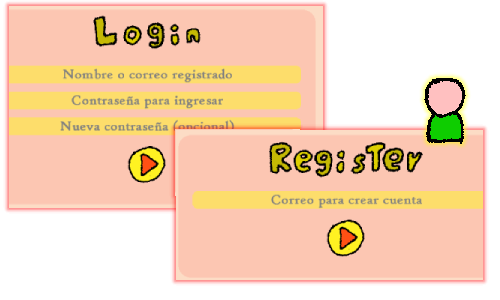 Login
Nombre o correo registrado
Contraseña para ingresar
Nueva contraseña (opcional)
Register
Correo para crear cuenta